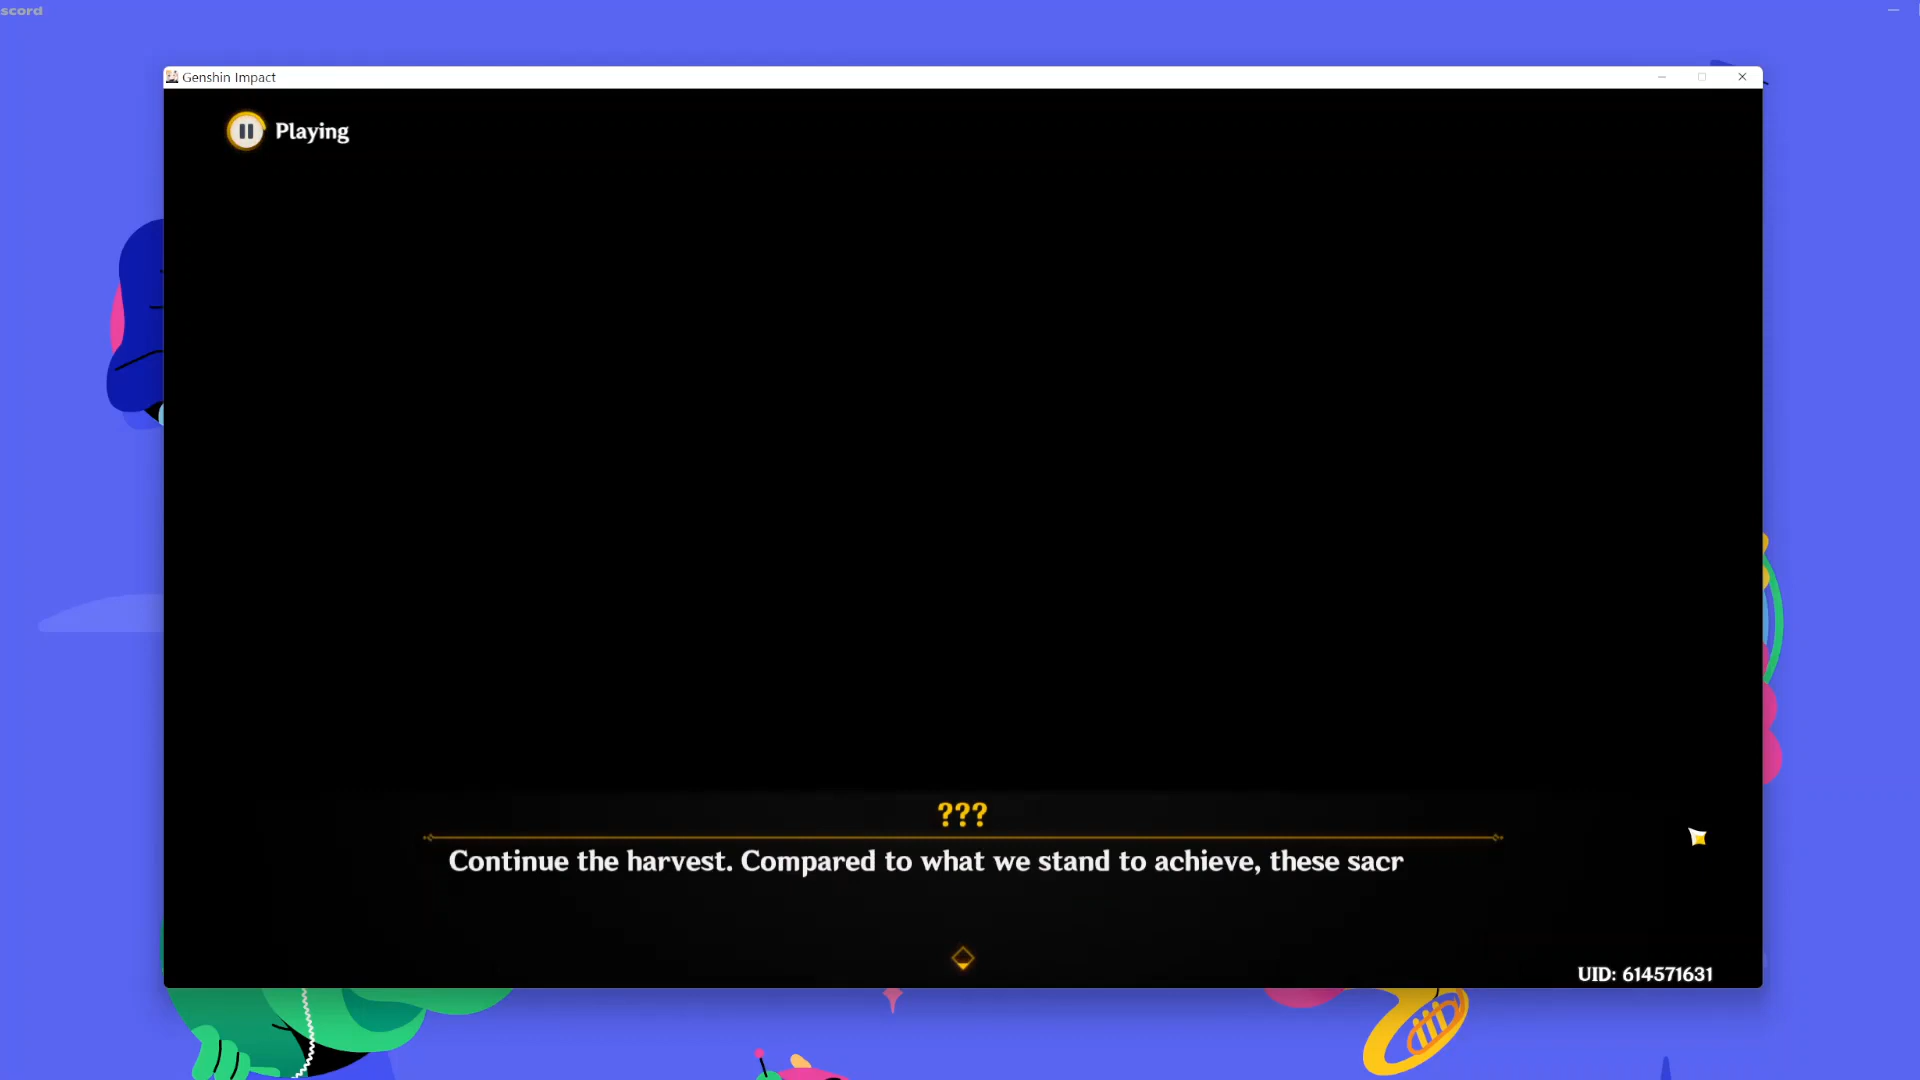 scord
Genshin Impact
Playing
???
Continue the harvest. Compared to what we stand to achieve, these sacr
UID: 614571631